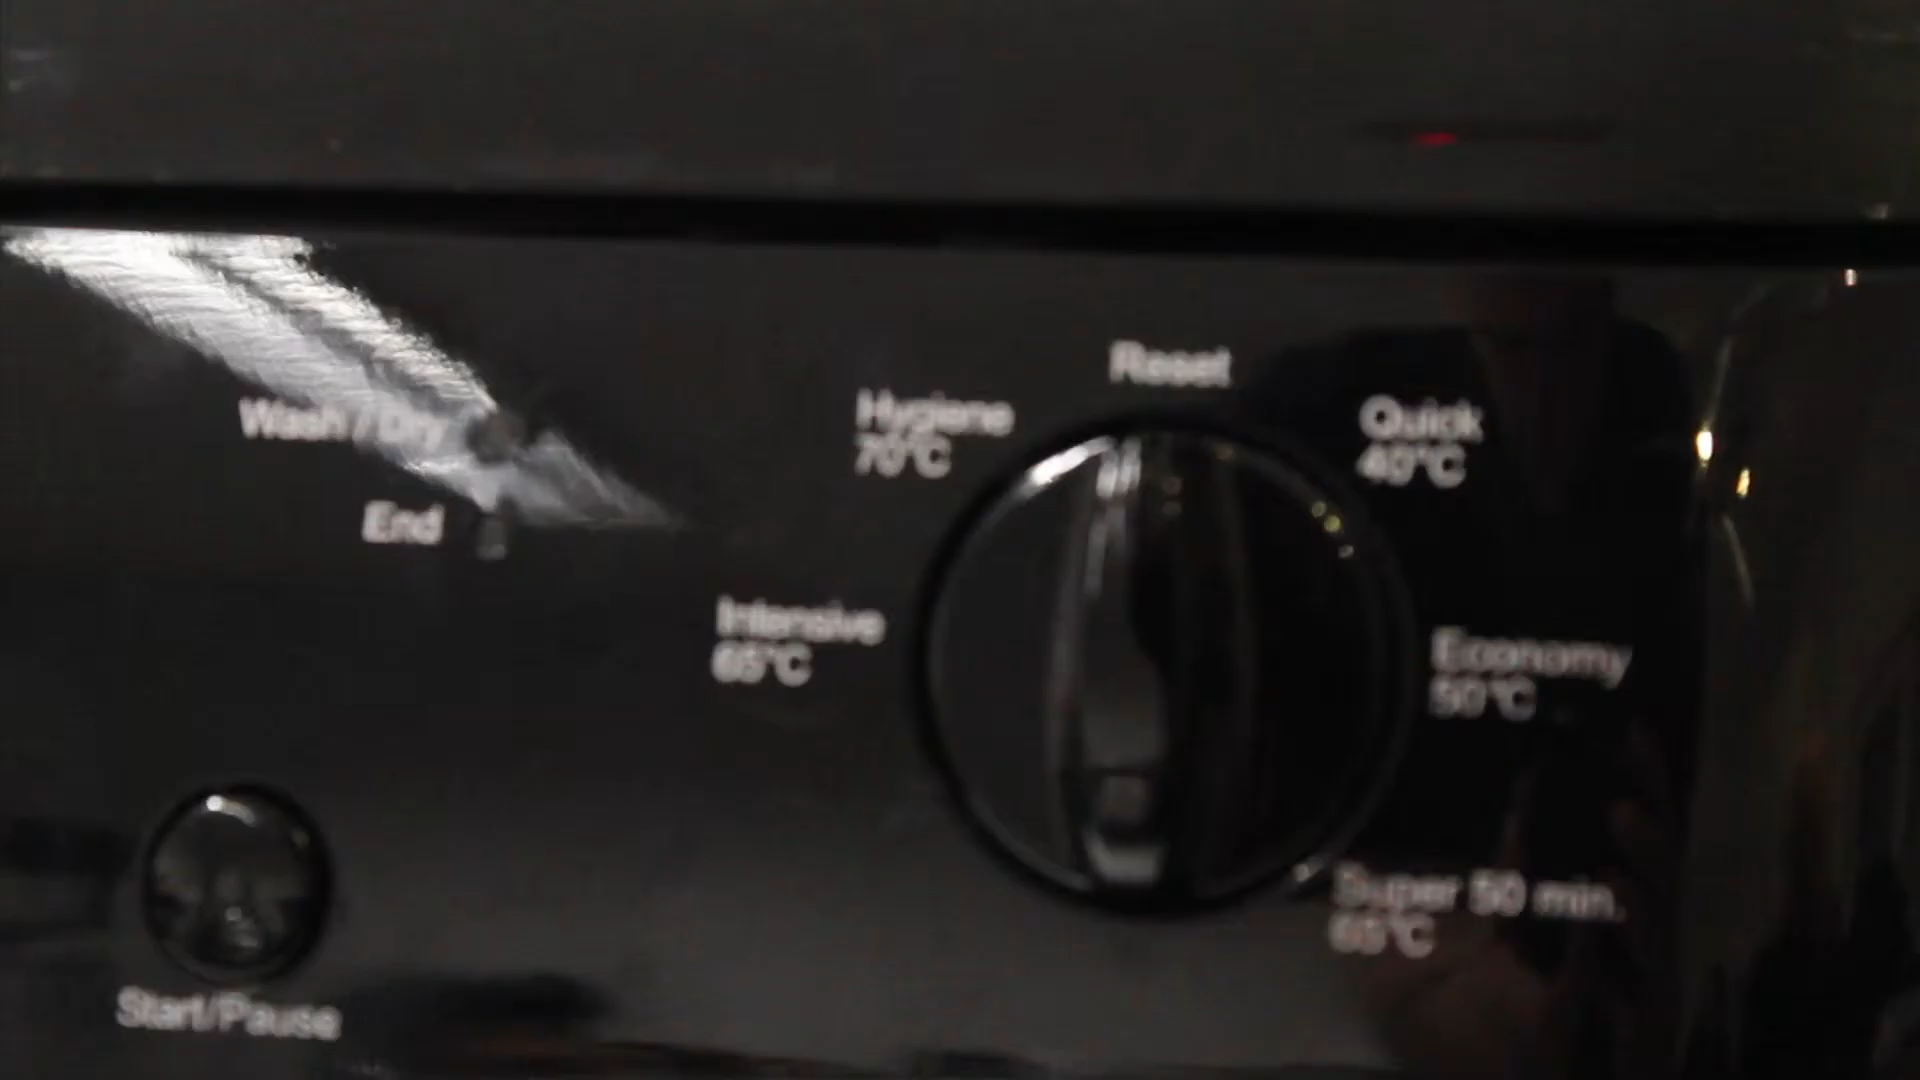 Reset
Hygiene
70°C
Quick
40°C
Wash / Dry
End
Intensive
65°C
Economy
50°C
Super 50 min.
65°C
Start/Pause